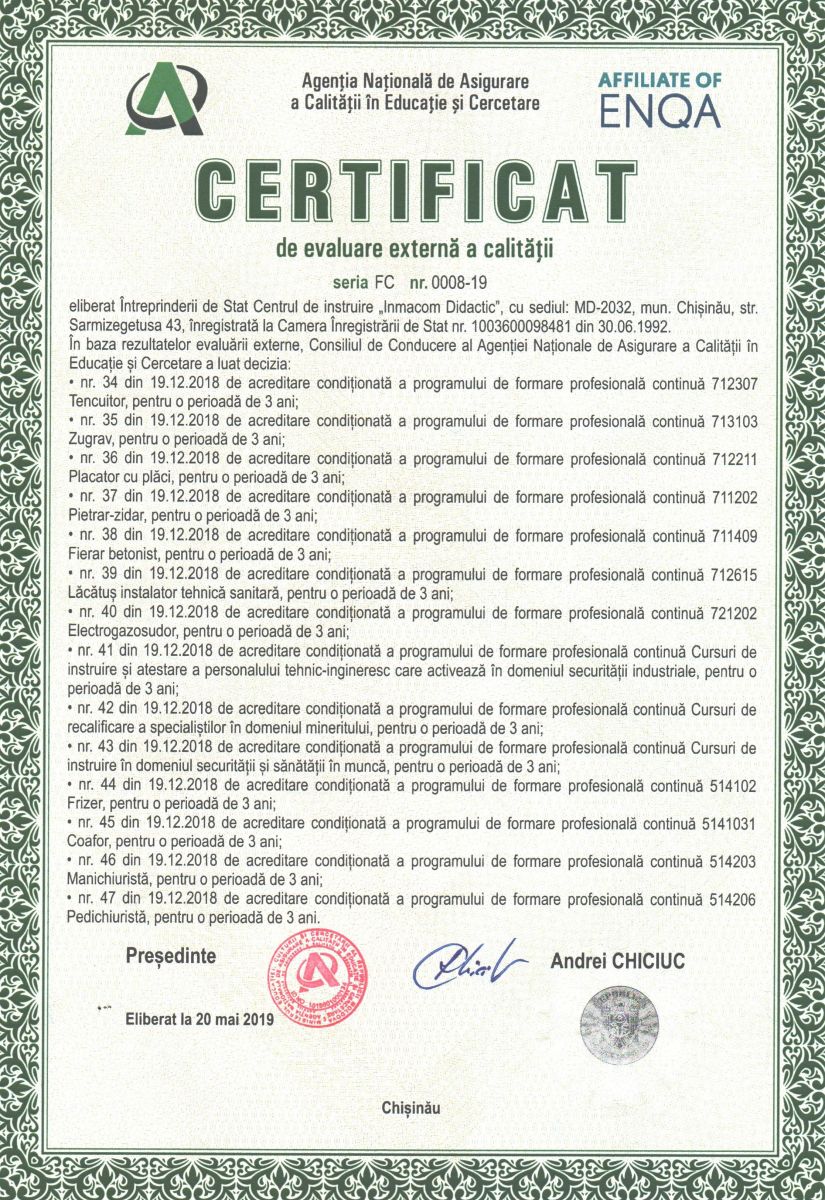 Agenția Națională de Asigurare
a Calității în Educație și Cercetare
AFFILIATE OF
ENQA
CERTIFICAT
de evaluare externă a calității
seria FC nr. 0008-19
eliberat Întreprinderii de Stat Centrul de instruire „Inmacom Didactic”, cu sediul: MD-2032, mun. Chișinău, str.
Sarmizegetusa 43, înregistrată la Camera Înregistrării de Stat nr. 1003600098481 din 30.06.1992.
În baza rezultatelor evaluării externe, Consiliul de Conducere al Agenției Naționale de Asigurare a Calității în
Educație și Cercetare a luat decizia:
• nr. 34 din 19.12.2018 de acreditare condiționată a programului de formare profesională continuă 712307
Tencuitor, pentru o perioadă de 3 ani;
• nr. 35 din 19.12.2018 de acreditare condiționată a programului de formare profesională continuă 713103
Zugrav, pentru o perioadă de 3 ani;
• nr. 36 din 19.12.2018 de acreditare condiționată a programului de formare profesională continuă 712211
Placator cu plăci, pentru o perioadă de 3 ani;
• nr. 37 din 19.12.2018 de acreditare condiționată a programului de formare profesională continuă 711202
Pietrar-zidar, pentru o perioadă de 3 ani;
• nr. 38 din 19.12.2018 de acreditare condiționată a programului de formare profesională continuă 711409
Fierar betonist, pentru o perioadă de 3 ani;
• nr. 39 din 19.12.2018 de acreditare condiționată a programului de formare profesională continuă 712615
Lăcătuș instalator tehnică sanitară, pentru o perioadă de 3 ani;
• nr. 40 din 19.12.2018 de acreditare condiționată a programului de formare profesională continuă 721202
Electrogazosudor, pentru o perioadă de 3 ani;
• nr. 41 din 19.12.2018 de acreditare condiționată a programului de formare profesională continuă Cursuri de
instruire și atestare a personalului tehnic-ingineresc care activează în domeniul securității industriale, pentru o
perioadă de 3 ani;
• nr. 42 din 19.12.2018 de acreditare condiționată a programului de formare profesională continuă Cursuri de
recalificare a specialiștilor în domeniul mineritului, pentru o perioadă de 3 ani;
• nr. 43 din 19.12.2018 de acreditare condiționată a programului de formare profesională continuă Cursuri de
instruire în domeniul securității și sănătății în muncă, pentru o perioadă de 3 ani;
• nr. 44 din 19.12.2018 de acreditare condiționată a programului de formare profesională continuă 514102
Frizer, pentru o perioadă de 3 ani;
• nr. 45 din 19.12.2018 de acreditare condiționată a programului de formare profesională continuă 5141031
Coafor, pentru o perioadă de 3 ani;
• nr. 46 din 19.12.2018 de acreditare condiționată a programului de formare profesională continuă 514203
Manichiuristă, pentru o perioadă de 3 ani;
• nr. 47 din 19.12.2018 de acreditare condiționată a programului de formare profesională continuă 514206
Pedichiuristă, pentru o perioadă de 3 ani.
Președinte
Andrei CHICIUC
Eliberat la 20 mai 2019
Chișinău